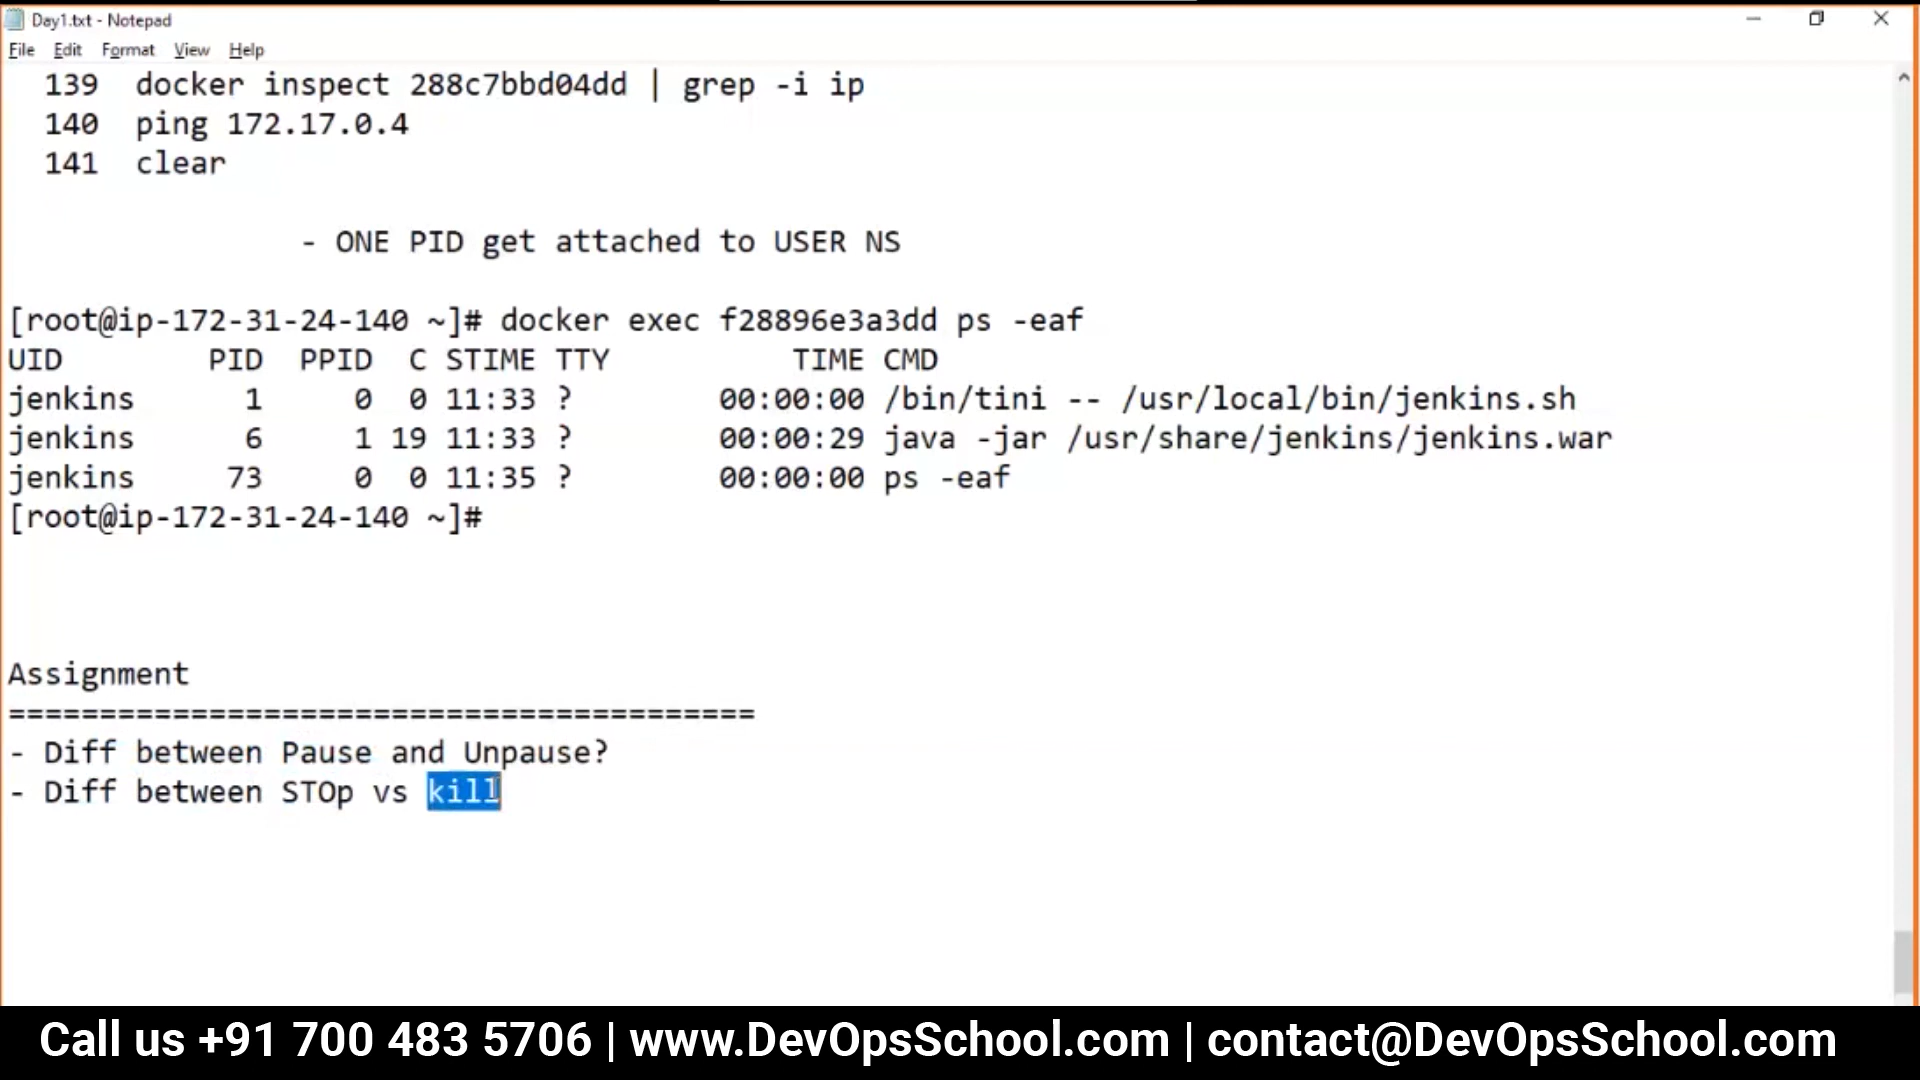 Day1.txt - Notepad
File Edit Format View Help
139 docker inspect 288c7bbd04dd | grep -i ip
140 ping 172.17.0.4
141 clear
- ONE PID get attached to USER NS
[root@ip-172-31-24-140 ~]# docker exec f28896e3a3dd ps -eaf
UID PID PPID C STIME TTY TIME CMD
jenkins 1 0 0 11:33 ? 00:00:00 /bin/tini -- /usr/local/bin/jenkins.sh
jenkins 6 1 19 11:33 ? 00:00:29 java -jar /usr/share/jenkins/jenkins.war
jenkins 73 0 0 11:35 ? 00:00:00 ps -eaf
[root@ip-172-31-24-140 ~]#
Assignment
=========================================
- Diff between Pause and Unpause?
- Diff between STOp vs kill
Call us +91 700 483 5706 | www.DevOpsSchool.com | contact@DevOpsSchool.com